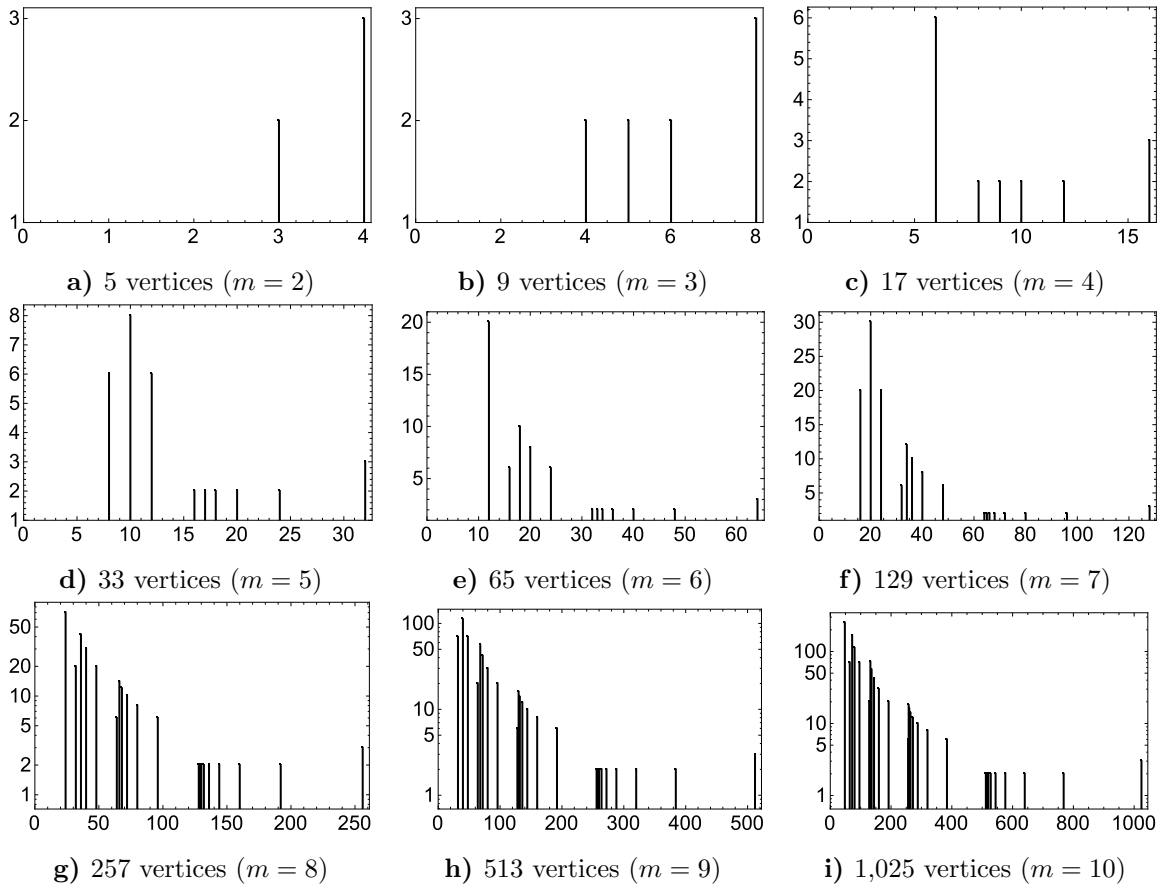 3
2
1
0 1 2 3 4
3
2
1
0 2 4 6 8
6
5
4
3
2
1
0 5 10 15
a) 5 vertices (m = 2)
b) 9 vertices (m = 3)
c) 17 vertices (m = 4)
8
7
6
5
4
3
2
1
0 5 10 15 20 25 30
20
15
10
5
0 10 20 30 40 50 60
30
25
20
15
10
5
0 20 40 60 80 100 120
d) 33 vertices (m = 5)
e) 65 vertices (m = 6)
f) 129 vertices (m = 7)
50
20
10
5
2
1
0 50 100 150 200 250
100
50
10
5
1
0 100 200 300 400 500
100
50
10
5
1
0 200 400 600 800 1000
g) 257 vertices (m = 8)
h) 513 vertices (m = 9)
i) 1,025 vertices (m = 10)